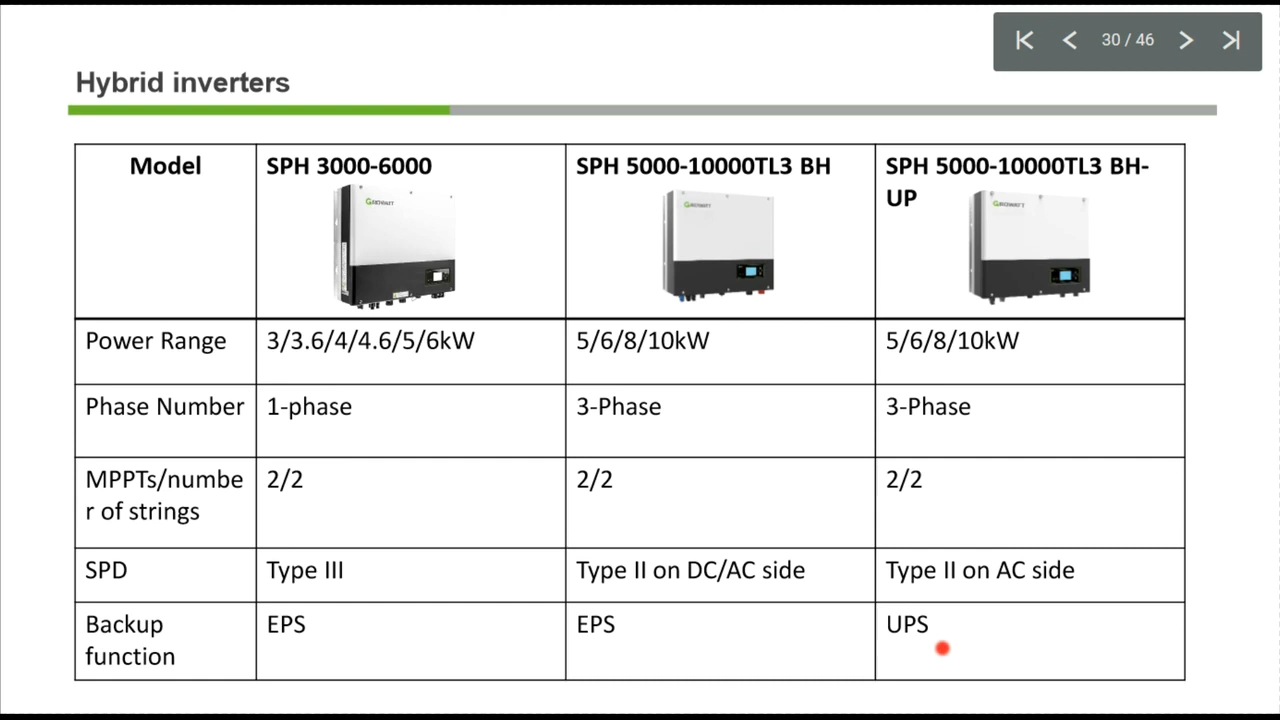 30 / 46
Hybrid inverters
Model
SPH 3000-6000
SPH 5000-10000TL3 BH
SPH 5000-10000TL3 BH-
UP
GROWATT
GROWATT
GROWATT
Power Range
3/3.6/4/4.6/5/6kW
5/6/8/10kW
5/6/8/10kW
Phase Number
1-phase
3-Phase
3-Phase
MPPTs/numbe
r of strings
2/2
2/2
2/2
SPD
Type III
Type II on DC/AC side
Type II on AC side
Backup
function
EPS
EPS
UPS